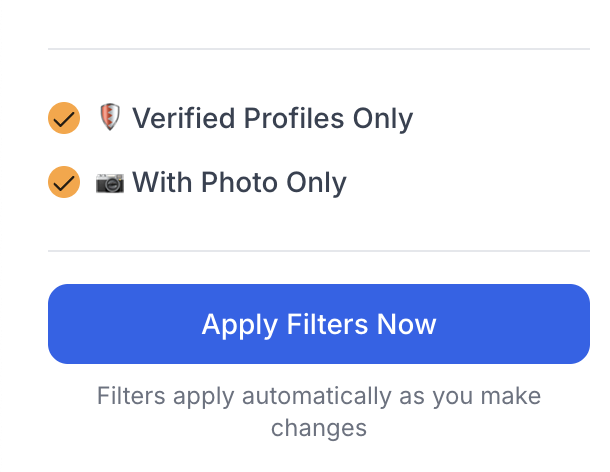 Verified Profiles Only
With Photo Only
Apply Filters Now
Filters apply automatically as you make
changes